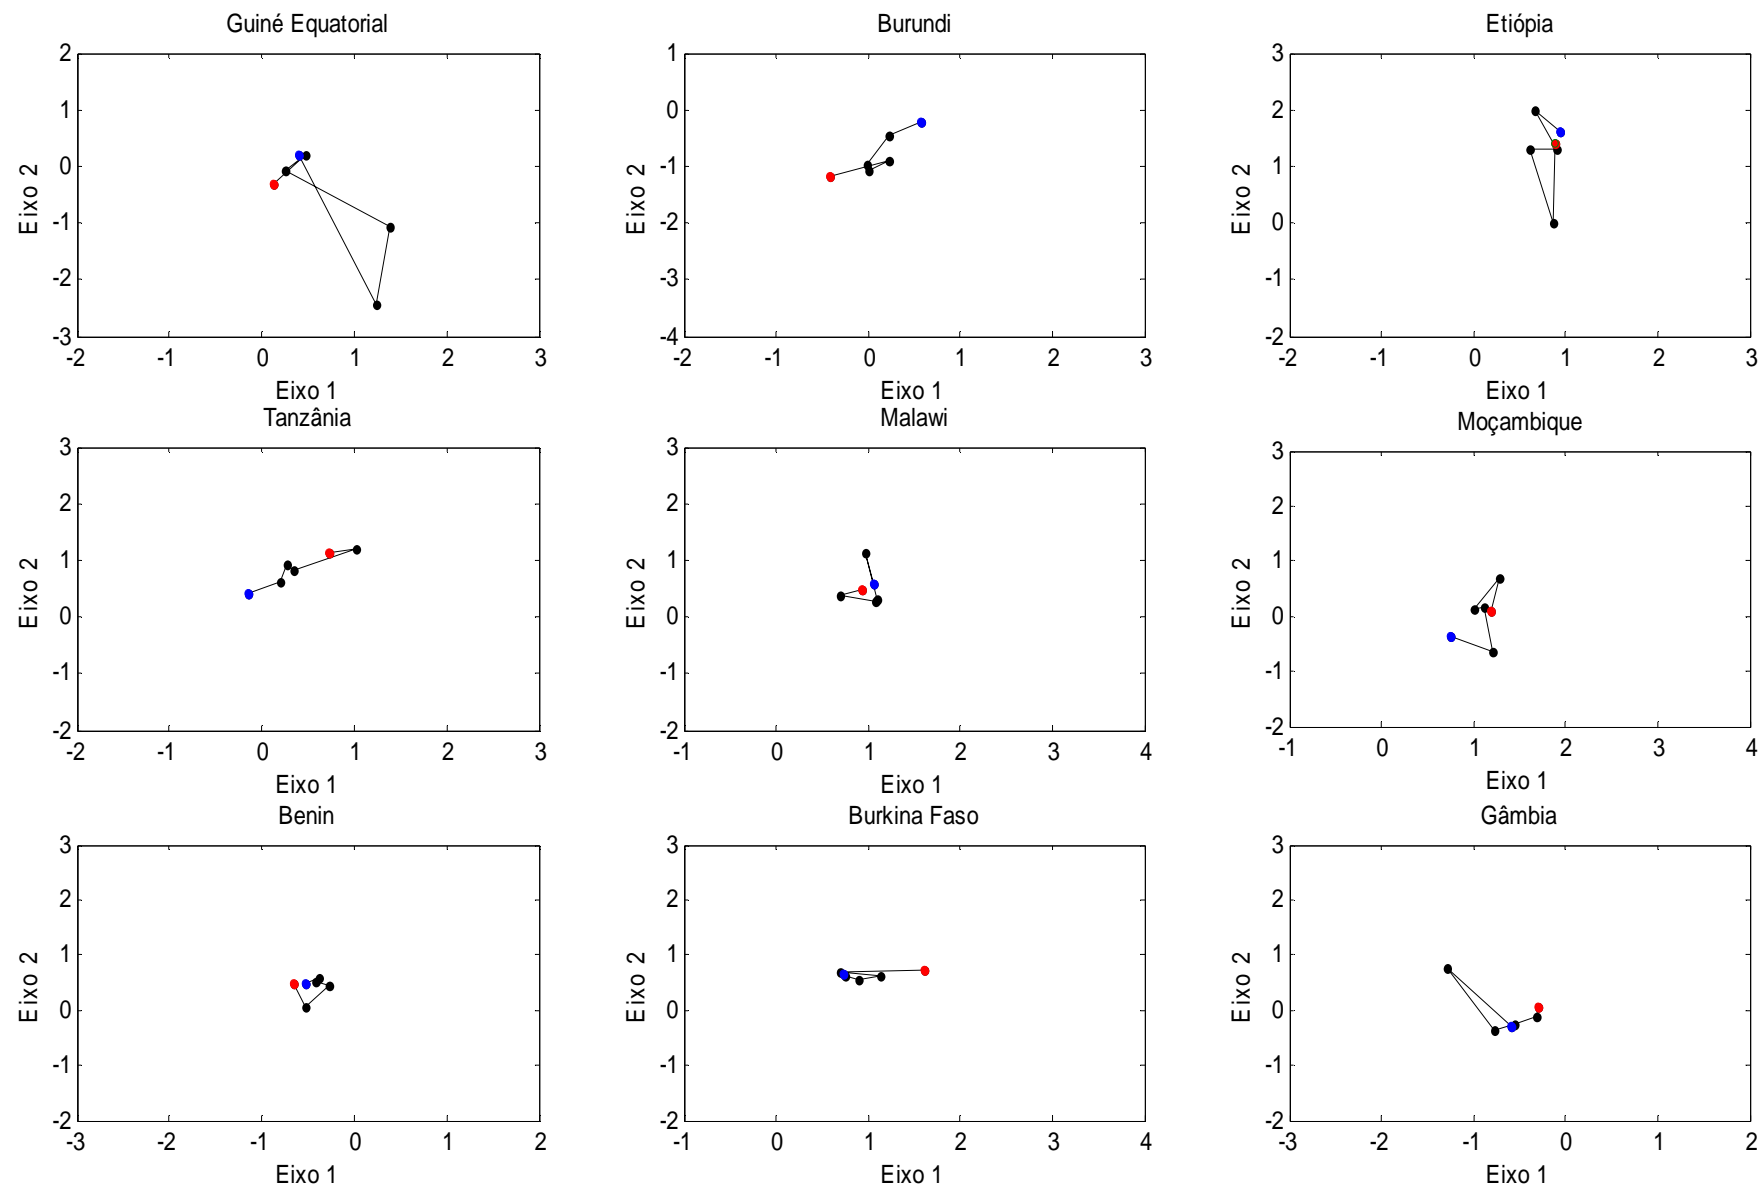 Guiné Equatorial
2
1
0
-1
-2
-3
Eixo 2
-2 -1 0 1 2 3
Eixo 1
Burundi
1
0
-1
-2
-3
-4
Eixo 2
-2 -1 0 1 2 3
Eixo 1
Etiópia
3
2
1
0
-1
-2
Eixo 2
-2 -1 0 1 2 3
Eixo 1
Tanzânia
3
2
1
0
-1
-2
Eixo 2
-2 -1 0 1 2 3
Eixo 1
Malawi
3
2
1
0
-1
-2
Eixo 2
-1 0 1 2 3 4
Eixo 1
Moçambique
3
2
1
0
-1
-2
Eixo 2
-1 0 1 2 3 4
Eixo 1
Benin
3
2
1
0
-1
-2
Eixo 2
-3 -2 -1 0 1 2
Eixo 1
Burkina Faso
3
2
1
0
-1
-2
Eixo 2
-1 0 1 2 3 4
Eixo 1
Gâmbia
3
2
1
0
-1
-2
Eixo 2
-3 -2 -1 0 1 2
Eixo 1